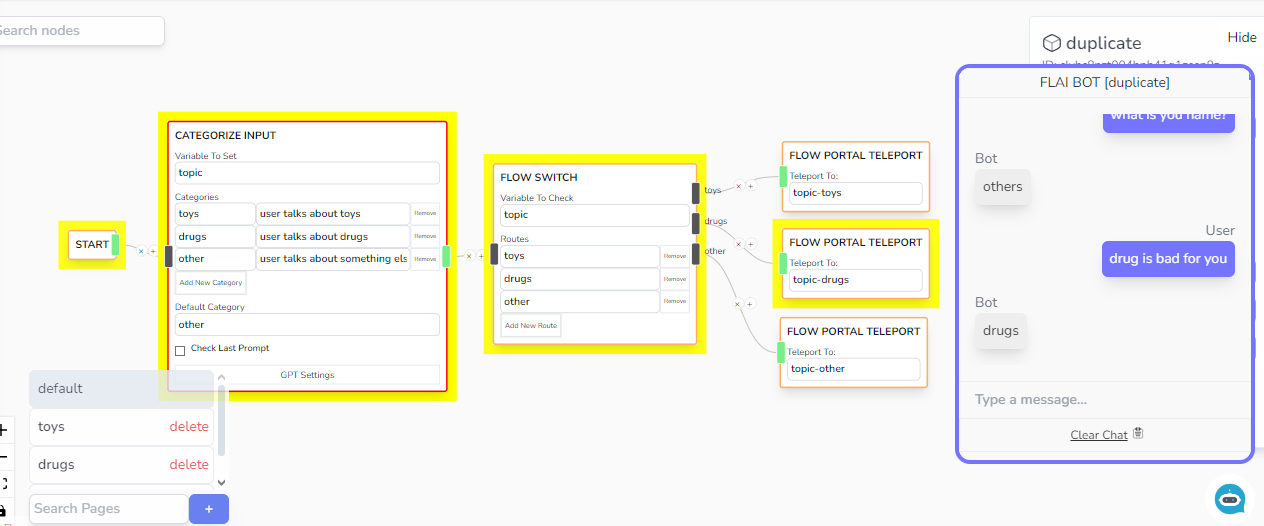 Search nodes
duplicate
Hide
FLAI BOT [duplicate]
what is you name?
Bot
others
User
drug is bad for you
Bot
drugs
Type a message...
Clear Chat
START
CATEGORIZE INPUT
Variable To Set
topic
Categories
toys
user talks about toys
Remove
drugs
user talks about drugs
Remove
other
user talks about something els
Remove
Add New Category
Default Category
other
Check Last Prompt
GPT Settings
FLOW SWITCH
Variable To Check
topic
Routes
toys
Remove
drugs
Remove
other
Remove
Add New Route
toys
drugs
other
FLOW PORTAL TELEPORT
Teleport To:
topic-toys
FLOW PORTAL TELEPORT
Teleport To:
topic-drugs
FLOW PORTAL TELEPORT
Teleport To:
topic-other
default
toys
delete
drugs
delete
Search Pages
+